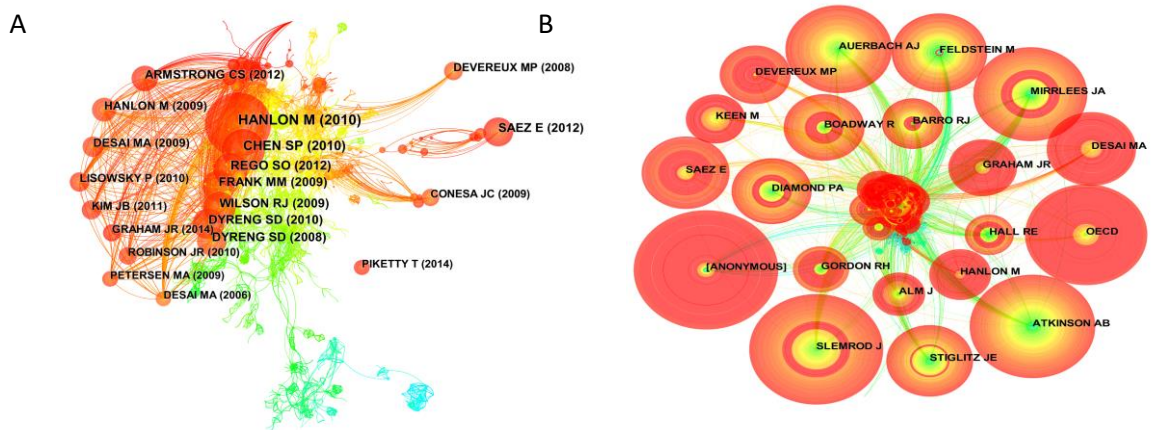 A
ARMSTRONG CS (2012)
HANLON M (2009)
DESAI MA (2009)
LISOWSKY P (2010)
KIM JB (2011)
GRAHAM JR (2014)
ROBINSON JR (2010)
PETERSEN MA (2009)
DESAI MA (2006)
HANLON M (2010)
CHEN SP (2010)
REGO SO (2012)
FRANK MM (2009)
WILSON RJ (2009)
DYRENG SD (2010)
DYRENG SD (2008)
DEVEREUX MP (2008)
SAEZ E (2012)
CONESA JC (2009)
PIKETTY T (2014)
B
AUERBACH AJ
FELDSTEIN M
DEVEREUX MP
MIRRLEES JA
KEEN M
BOADWAY R
BARRO RJ
DESAI MA
SAEZ E
GRAHAM JR
DIAMOND PA
HALL RE
OECD
[ANONYMOUS]
GORDON RH
HANLON M
ALM J
ATKINSON AB
SLEMROD J
STIGLITZ JE